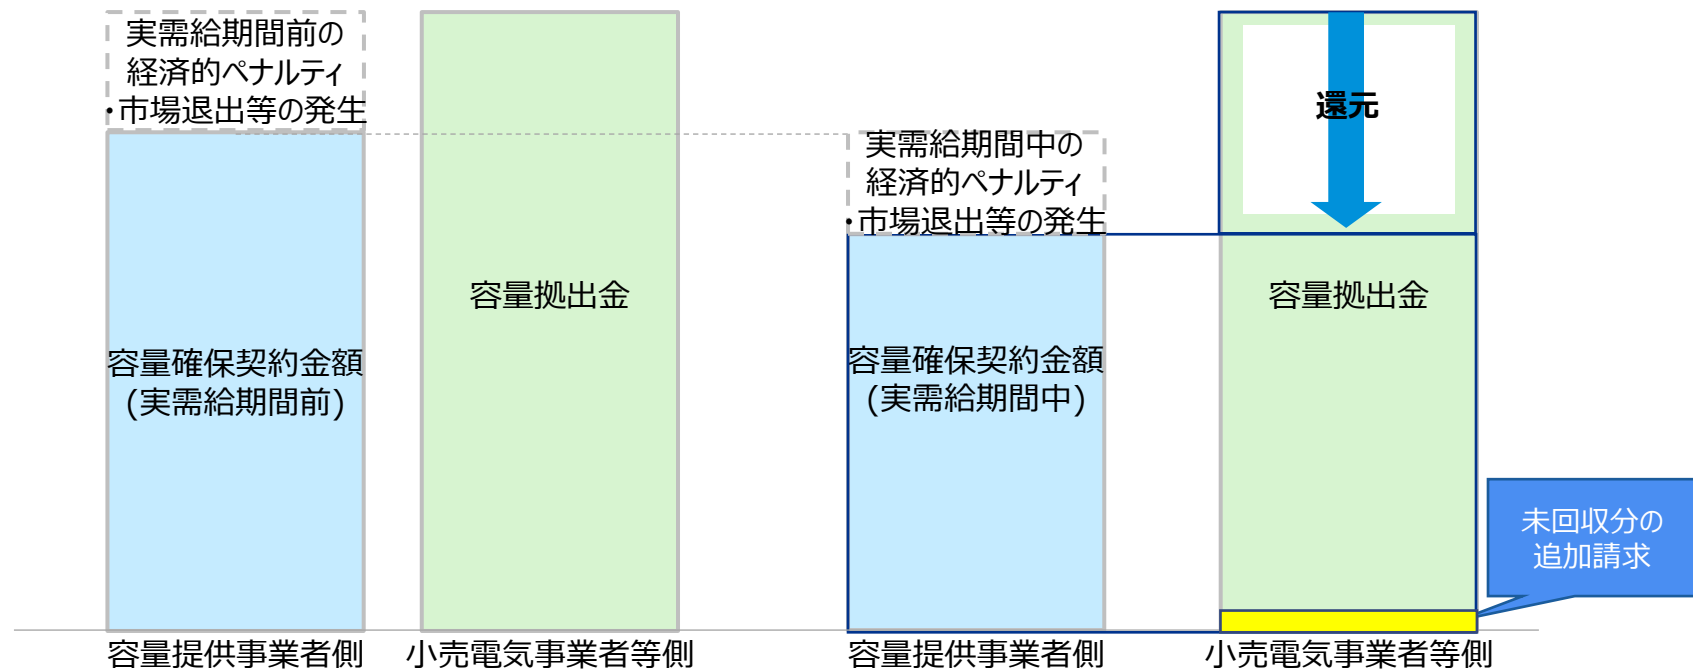 実需給期間前の
経済的ペナルティ
・市場退出等の発生
容量確保契約金額
(実需給期間前)
容量提供事業者側
容量拠出金
小売電気事業者等側
実需給期間中の
経済的ペナルティ
・市場退出等の発生
容量確保契約金額
(実需給期間中)
容量提供事業者側
還元
容量拠出金
小売電気事業者等側
未回収分の
追加請求